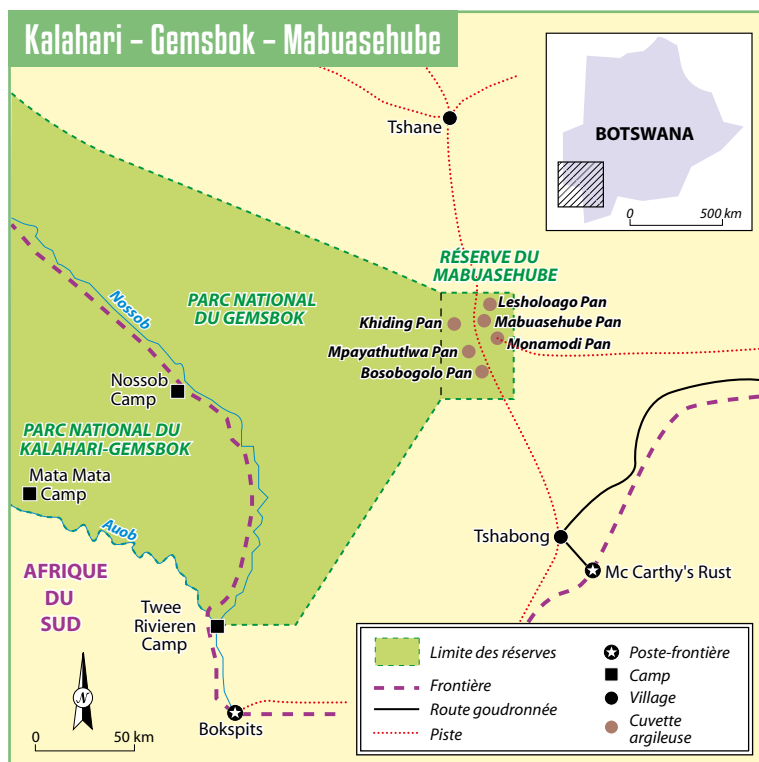 Kalahari – Gemsbok – Mabuasehube
Tshane
BOTSWANA
0 500 km
RÉSERVE DU
MABUASEHUBE
Lesholoago Pan
Mabuasehube Pan
Monamodi Pan
Khiding Pan
Mpayathutlwa Pan
Bosobogolo Pan
PARC NATIONAL
DU GEMSBOK
Nossob
Nossob
Camp
PARC NATIONAL DU
KALAHARI-GEMSBOK
Mata Mata
Camp
Auob
AFRIQUE
DU
SUD
Twee
Rivieren
Camp
Tshabong
Mc Carthy's Rust
Bokspits
N
0 50 km
Limite des réserves
Frontière
Route goudronnée
Piste
Poste-frontière
Camp
Village
Cuvette
argileuse